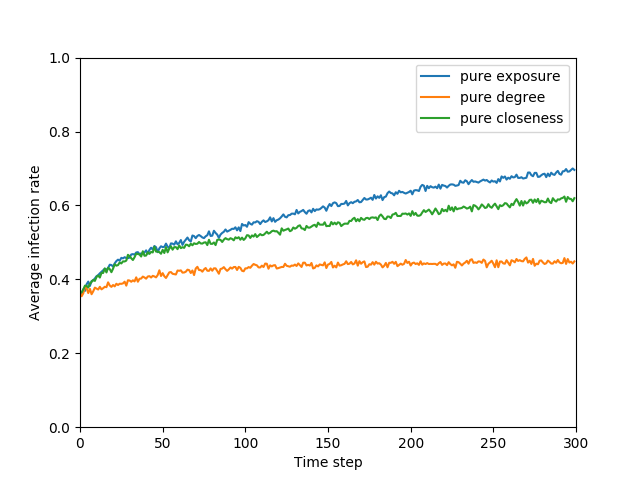 pure exposure
pure degree
pure closeness
1.0
0.8
0.6
0.4
0.2
0.0
Average infection rate
0 50 100 150 200 250 300
Time step